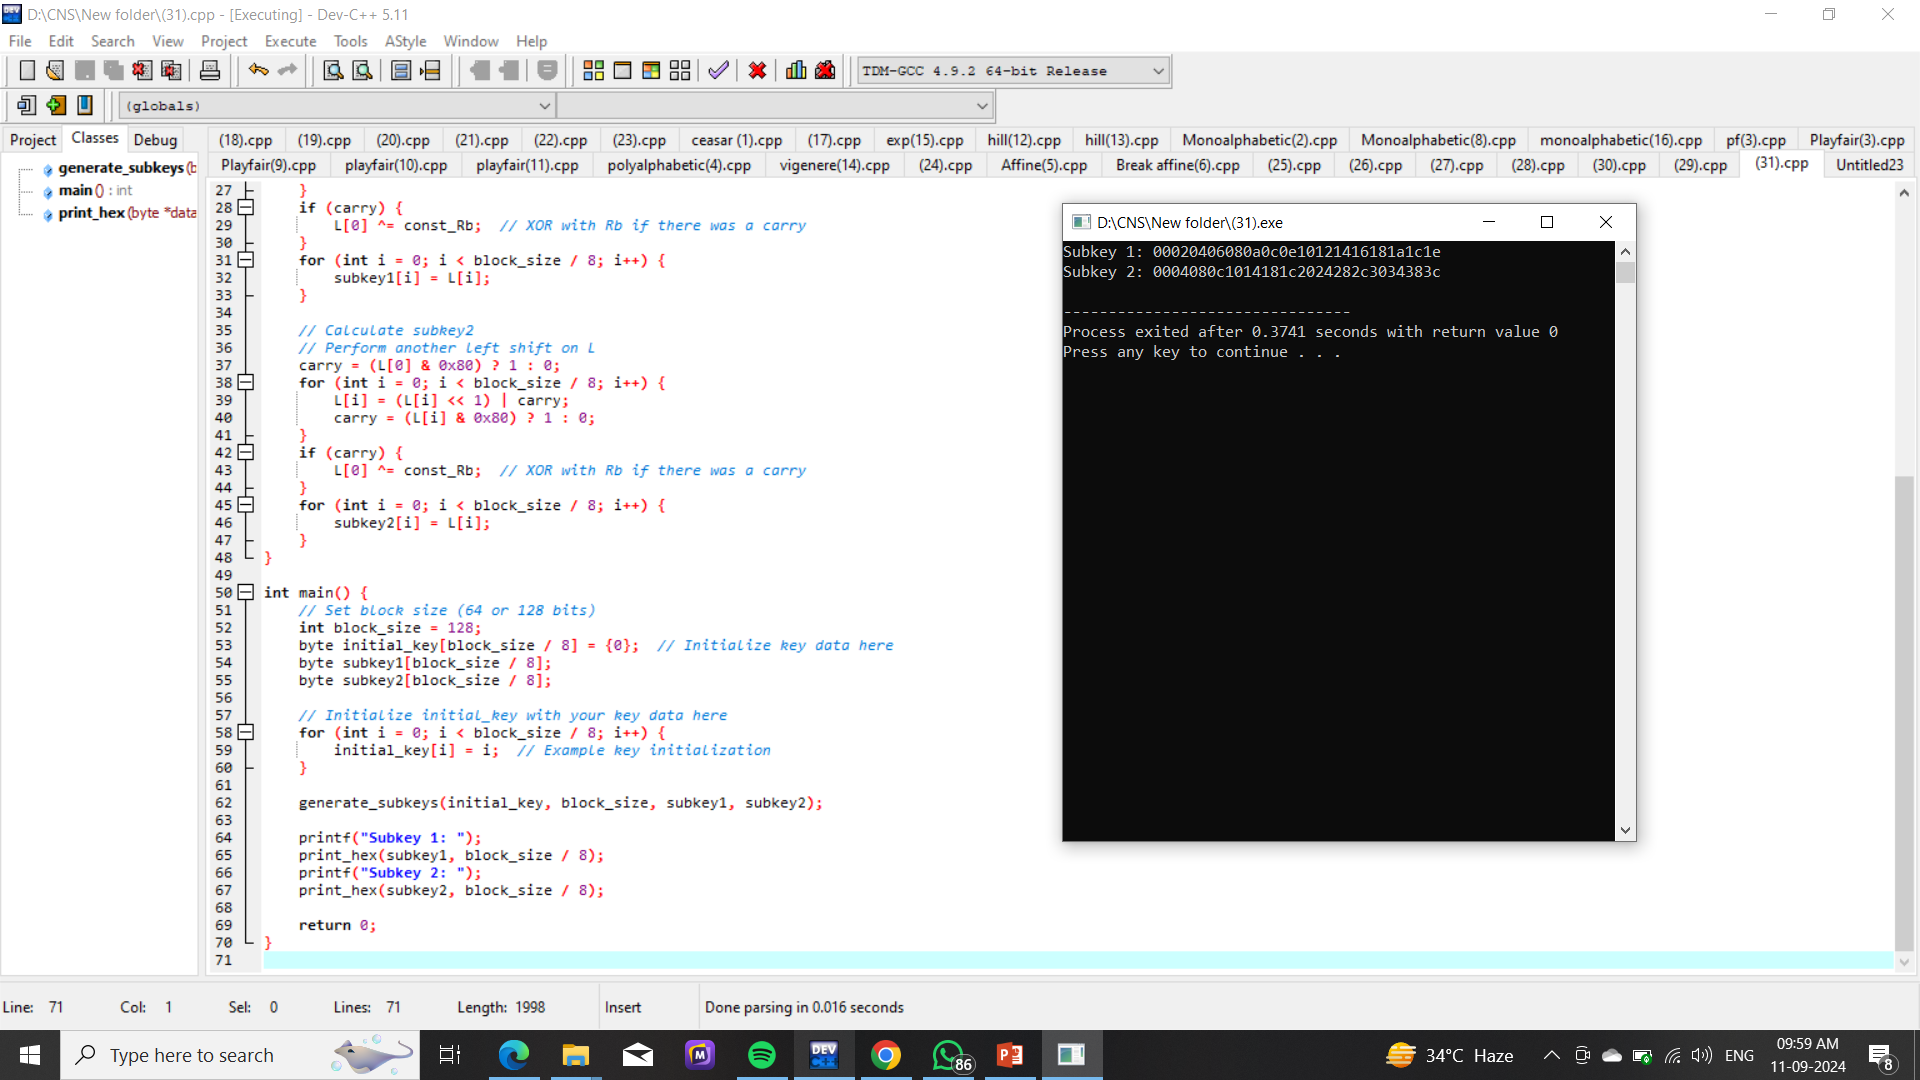 D:\CNS\New folder\(31).cpp - [Executing] - Dev-C++ 5.11
File Edit Search View Project Execute Tools AStyle Window Help
TDM-GCC 4.9.2 64-bit Release
(globals)
Project Classes Debug
(18).cpp (19).cpp (20).cpp (21).cpp (22).cpp (23).cpp ceasar (1).cpp (17).cpp exp(15).cpp hill(12).cpp hill(13).cpp Monoalphabetic(2).cpp Monoalphabetic(8).cpp monoalphabetic(16).cpp pf(3).cpp Playfair(3).cpp
Playfair(9).cpp playfair(10).cpp playfair(11).cpp polyalphabetic(4).cpp vigenere(14).cpp (24).cpp Affine(5).cpp Break affine(6).cpp (25).cpp (26).cpp (27).cpp (28).cpp (30).cpp (29).cpp (31).cpp Untitled23
generate_subkeys (b
main () : int
print_hex (byte *data
27 }
28 if (carry) {
29 L[0] ^= const_Rb; // XOR with Rb if there was a carry
30 }
31 for (int i = 0; i < block_size / 8; i++) {
32 subkey1[i] = L[i];
33 }
34
35 // Calculate subkey2
36 // Perform another left shift on L
37 carry = (L[0] & 0x80) ? 1 : 0;
38 for (int i = 0; i < block_size / 8; i++) {
39 L[i] = (L[i] << 1) | carry;
40 carry = (L[i] & 0x80) ? 1 : 0;
41 }
42 if (carry) {
43 L[0] ^= const_Rb; // XOR with Rb if there was a carry
44 }
45 for (int i = 0; i < block_size / 8; i++) {
46 subkey2[i] = L[i];
47 }
48 }
49
50 int main() {
51 // Set block size (64 or 128 bits)
52 int block_size = 128;
53 byte initial_key[block_size / 8] = {0}; // Initialize key data here
54 byte subkey1[block_size / 8];
55 byte subkey2[block_size / 8];
56
57 // Initialize initial_key with your key data here
58 for (int i = 0; i < block_size / 8; i++) {
59 initial_key[i] = i; // Example key initialization
60 }
61
62 generate_subkeys(initial_key, block_size, subkey1, subkey2);
63
64 printf("Subkey 1: ");
65 print_hex(subkey1, block_size / 8);
66 printf("Subkey 2: ");
67 print_hex(subkey2, block_size / 8);
68
69 return 0;
70 }
71
D:\CNS\New folder\(31).exe
Subkey 1: 00020406080a0c0e10121416181a1c1e
Subkey 2: 0004080c1014181c2024282c3034383c
--------------------------------
Process exited after 0.3741 seconds with return value 0
Press any key to continue . . .
Line: 71 Col: 1 Sel: 0 Lines: 71 Length: 1998 Insert Done parsing in 0.016 seconds
Type here to search
DEV
86
34°C Haze
ENG
09:59 AM
11-09-2024
8